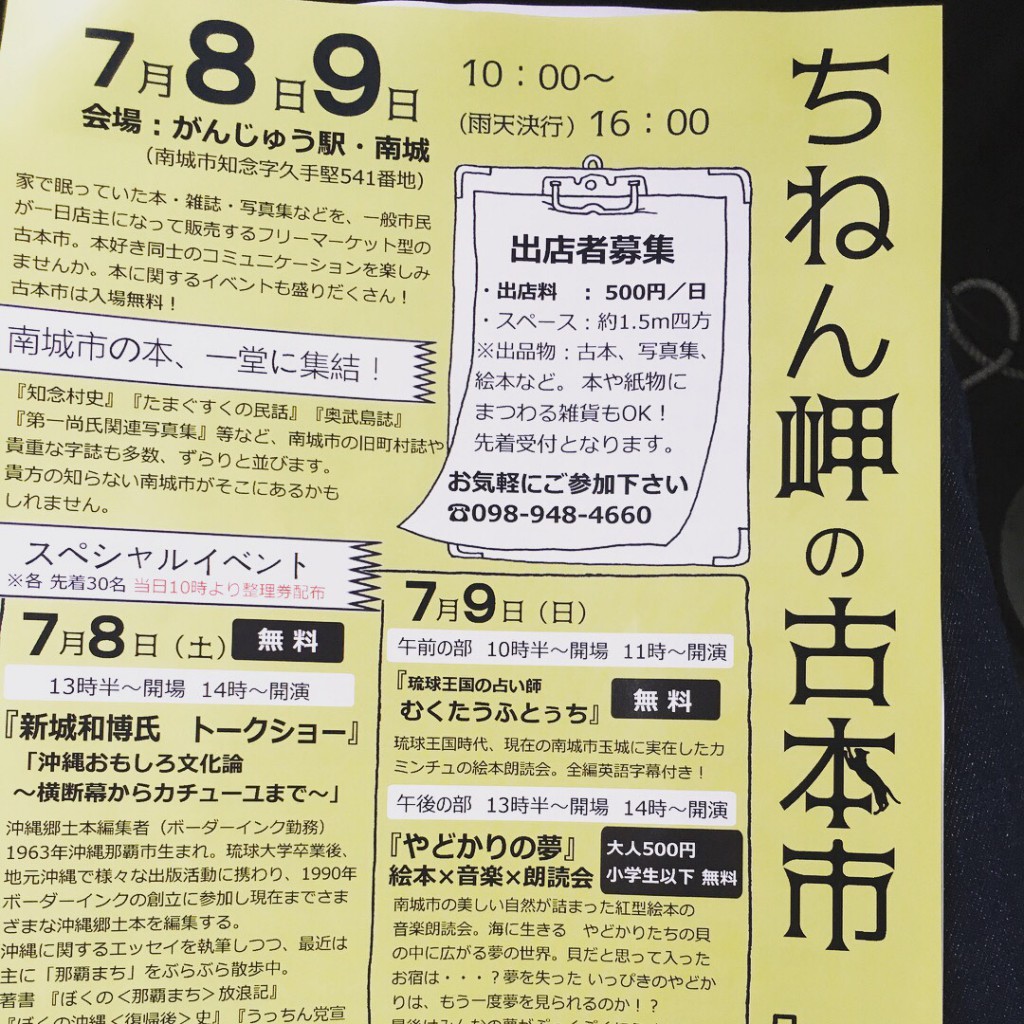 ちねん岬の古本市
7月8日9日
10：00～
（雨天決行）16：00
会場：がんじゅう駅・南城
（南城市知念字久手堅541番地）
家で眠っていた本・雑誌・写真集などを、一般市民
が一日店主になって販売するフリーマーケット型の
古本市。本好き同士のコミュニケーションを楽しみ
ませんか。本に関するイベントも盛りだくさん！
古本市は入場無料！
出店者募集
・出店料　：500円／日
・スペース：約1.5m四方
※出品物：古本、写真集、
絵本など。本や紙物に
まつわる雑貨もOK！
先着受付となります。
お気軽にご参加下さい
☎098-948-4660
南城市の本、一堂に集結！
『知念村史』『たまぐすくの民話』『奥武島誌』
『第一尚氏関連写真集』等など、南城市の旧町村誌や
貴重な字誌も多数、ずらりと並びます。
貴方の知らない南城市がそこにあるかも
しれません。
スペシャルイベント
※各 先着30名 当日10時より整理券配布
7月8日（土）無料
13時半～開場 14時～開演
『新城和博氏　トークショー』
「沖縄おもしろ文化論
～横断幕からカチューユまで～」
沖縄郷土本編集者（ボーダーインク勤務）
1963年沖縄那覇市生まれ。琉球大学卒業後、
地元沖縄で様々な出版活動に携わり、1990年
ボーダーインクの創立に参加し現在までさま
ざまな沖縄郷土本を編集する。
沖縄に関するエッセイを執筆しつつ、最近は
主に「那覇まち」をぶらぶら散歩中。
著書『ぼくの＜那覇まち＞放浪記』
『ぼくの沖縄＜復帰後＞史』『うっちん党宣
7月9日（日）
午前の部 10時半～開場 11時～開演
『琉球王国の占い師
むくたうふとぅち』
無料
琉球王国時代、現在の南城市玉城に実在したカ
ミンチュの絵本朗読会。全編英語字幕付き！
午後の部 13時半～開場 14時～開演
『やどかりの夢』
絵本×音楽×朗読会
大人500円
小学生以下 無料
南城市の美しい自然が詰まった紅型絵本の
音楽朗読会。海に生きる　やどかりたちの貝
の中に広がる夢の世界。貝だと思って入った
お宿は・・・？夢を失った いっぴきのやどか
りは、もう一度夢を見られるのか！？